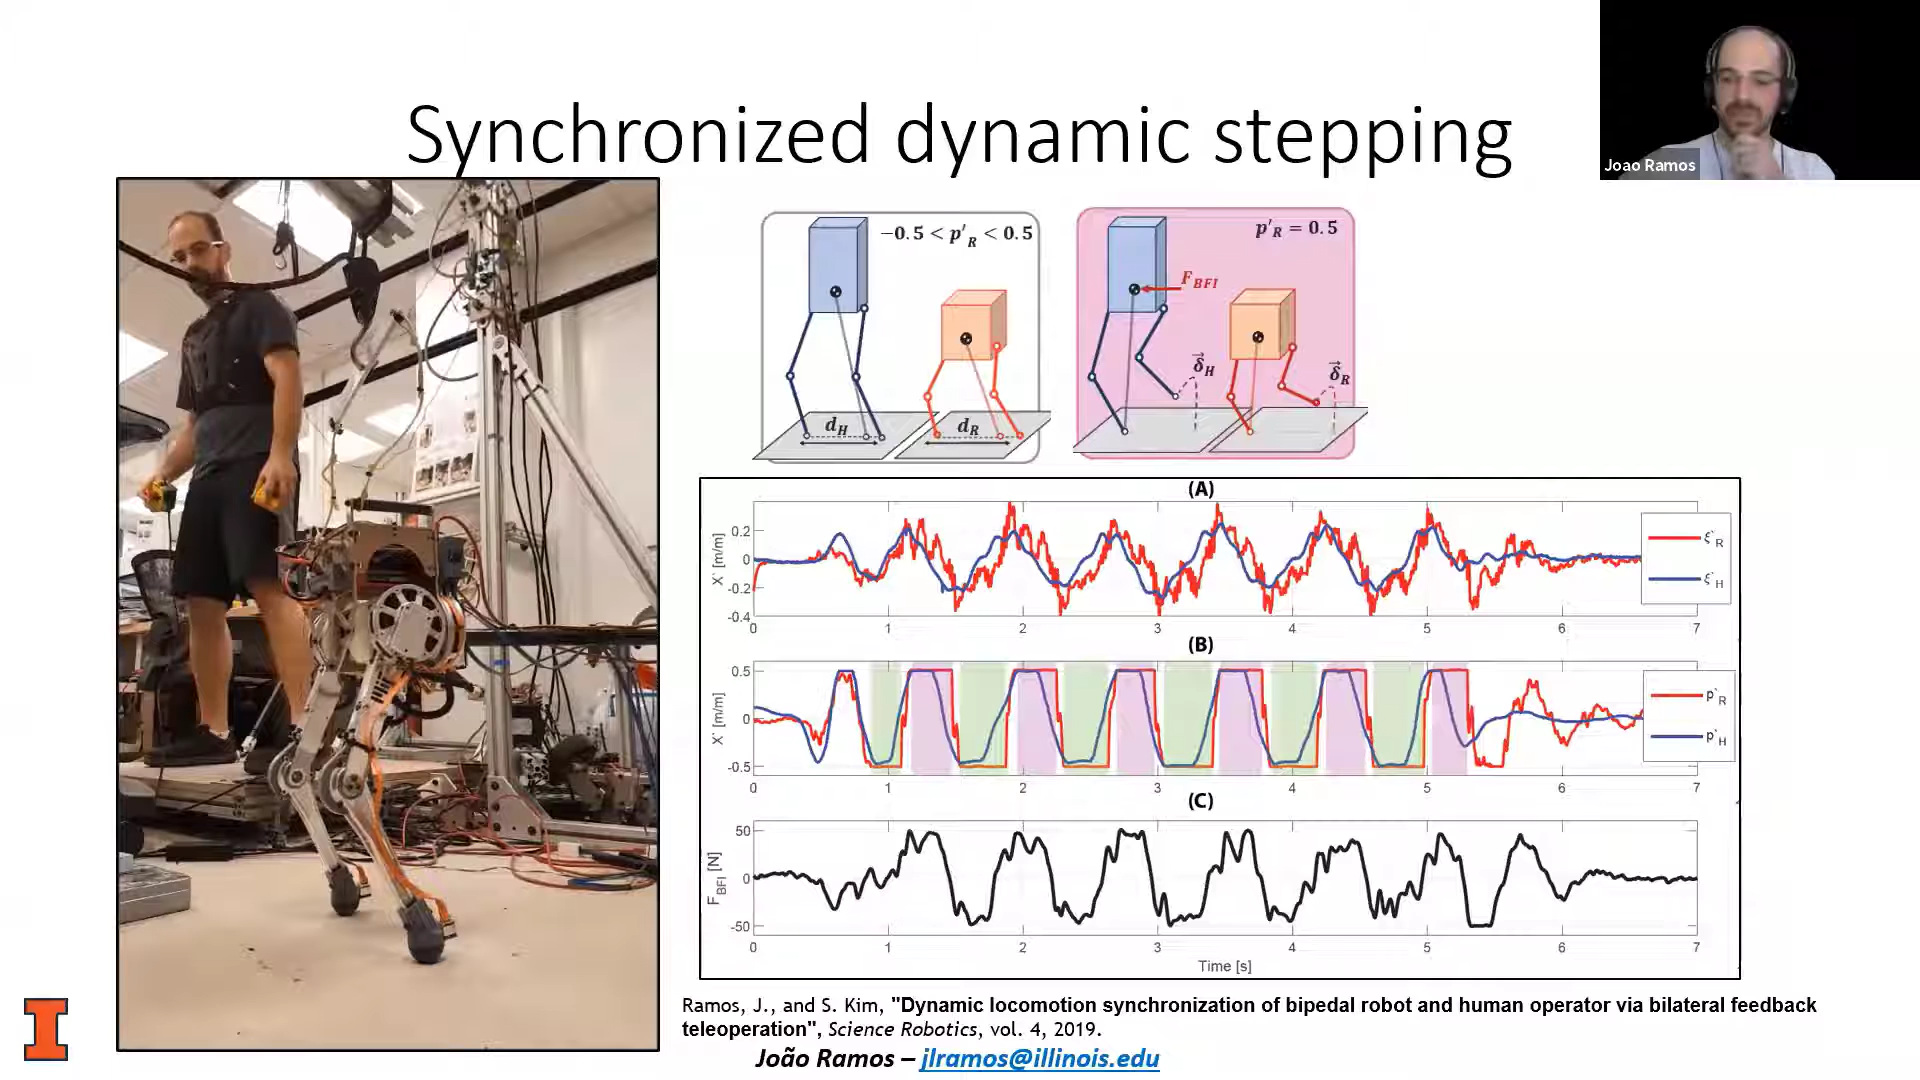 Synchronized dynamic stepping
Joao Ramos
−0.5 < p′R < 0.5
dH
dR
p′R = 0.5
FBFI
δH
δR
(A)
X` [m/m]
0.2
0
-0.2
-0.4
0 1 2 3 4 5 6 7
ξ`R
ξ`H
(B)
X` [m/m]
0.5
0
-0.5
0 1 2 3 4 5 6 7
p`R
p`H
(C)
FBFI [N]
50
0
-50
0 1 2 3 4 5 6 7
Time [s]
Ramos, J., and S. Kim, "Dynamic locomotion synchronization of bipedal robot and human operator via bilateral feedback
teleoperation", Science Robotics, vol. 4, 2019.
João Ramos – jlramos@illinois.edu
I